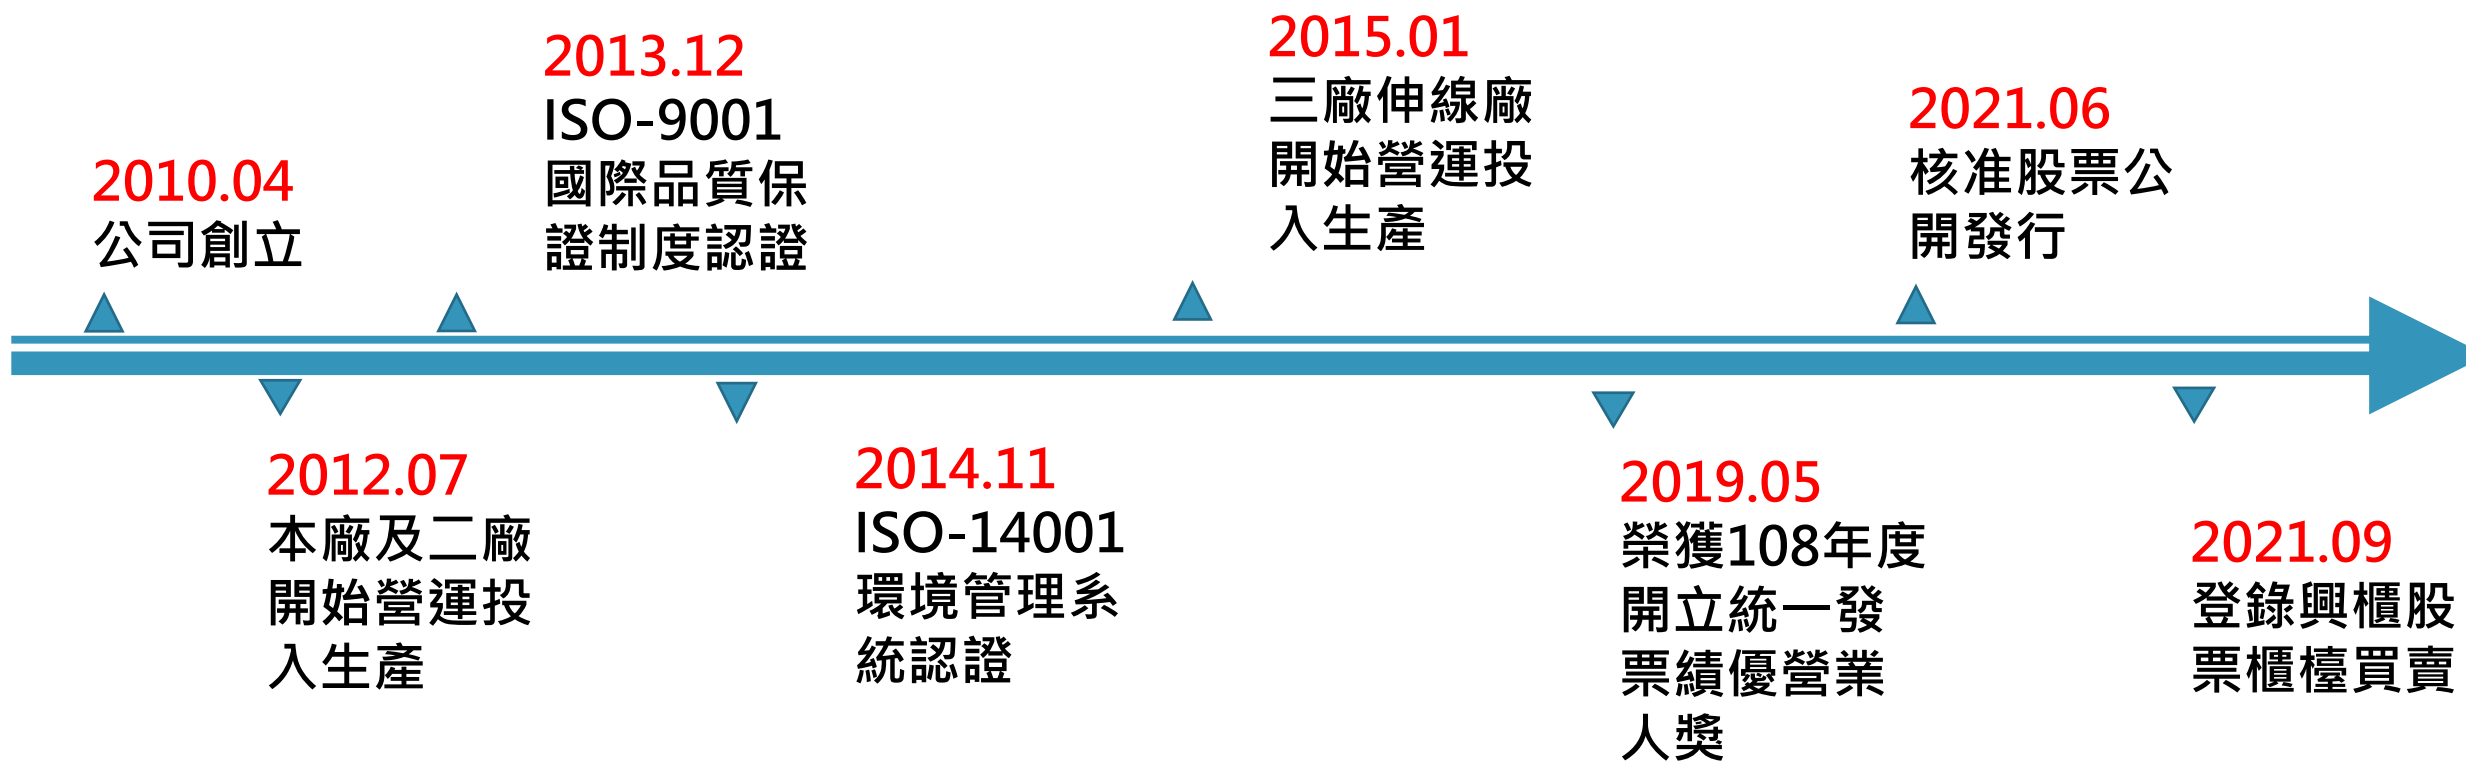 2010.04
公司創立
2012.07
本廠及二廠
開始營運投
入生產
2013.12
ISO-9001
國際品質保
證制度認證
2014.11
ISO-14001
環境管理系
統認證
2015.01
三廠伸線廠
開始營運投
入生產
2019.05
榮獲108年度
開立統一發
票績優營業
人獎
2021.06
核准股票公
開發行
2021.09
登錄興櫃股
票櫃檯買賣